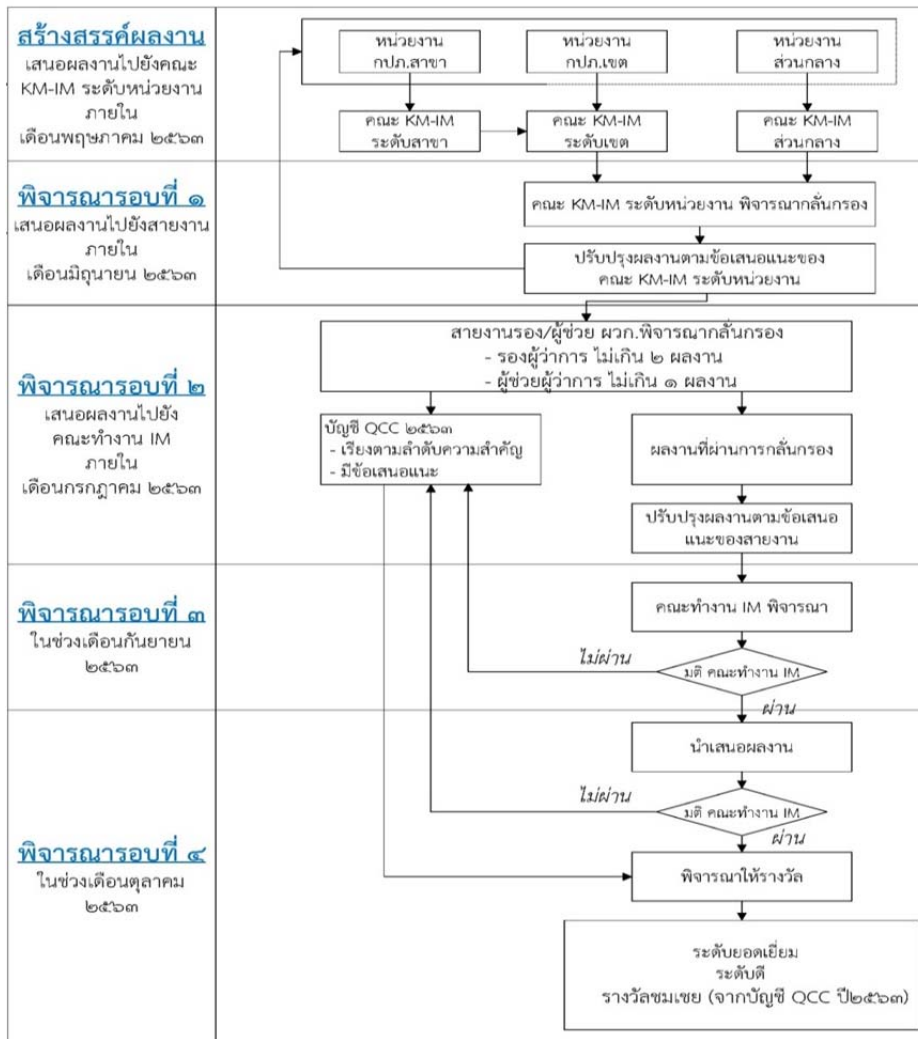 สร้างสรรค์ผลงาน
เสนอผลงานไปยังคณะ
KM-IM ระดับหน่วยงาน
ภายใน
เดือนพฤษภาคม ๒๕๖๓
หน่วยงาน
กปภ.สาขา
หน่วยงาน
กปภ.เขต
หน่วยงาน
ส่วนกลาง
คณะ KM-IM
ระดับสาขา
คณะ KM-IM
ระดับเขต
คณะ KM-IM
ส่วนกลาง
พิจารณารอบที่ ๑
เสนอผลงานไปยังสายงาน
ภายใน
เดือนมิถุนายน ๒๕๖๓
คณะ KM-IM ระดับหน่วยงาน พิจารณากลั่นกรอง
ปรับปรุงผลงานตามข้อเสนอแนะของ
คณะ KM-IM ระดับหน่วยงาน
พิจารณารอบที่ ๒
เสนอผลงานไปยัง
คณะทำงาน IM
ภายใน
เดือนกรกฎาคม ๒๕๖๓
สายงานรอง/ผู้ช่วย ผวก.พิจารณากลั่นกรอง
- รองผู้ว่าการ ไม่เกิน ๒ ผลงาน
- ผู้ช่วยผู้ว่าการ ไม่เกิน ๑ ผลงาน
บัญชี QCC ๒๕๖๓
- เรียงตามลำดับความสำคัญ
- มีข้อเสนอแนะ
ผลงานที่ผ่านการกลั่นกรอง
ปรับปรุงผลงานตามข้อเสนอ
แนะของสายงาน
พิจารณารอบที่ ๓
ในช่วงเดือนกันยายน
๒๕๖๓
คณะทำงาน IM พิจารณา
ไม่ผ่าน
มติ คณะทำงาน IM
ผ่าน
พิจารณารอบที่ ๔
ในช่วงเดือนตุลาคม
๒๕๖๓
นำเสนอผลงาน
ไม่ผ่าน
มติ คณะทำงาน IM
ผ่าน
พิจารณาให้รางวัล
ระดับยอดเยี่ยม
ระดับดี
รางวัลชมเชย (จากบัญชี QCC ปี๒๕๖๓)